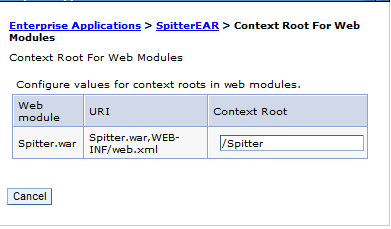 Enterprise Applications > SpitterEAR > Context Root For Web
Modules
Context Root For Web Modules
Configure values for context roots in web modules.
Web
module
URI
Context Root
Spitter.war
Spitter.war,WEB-
INF/web.xml
/Spitter
Cancel